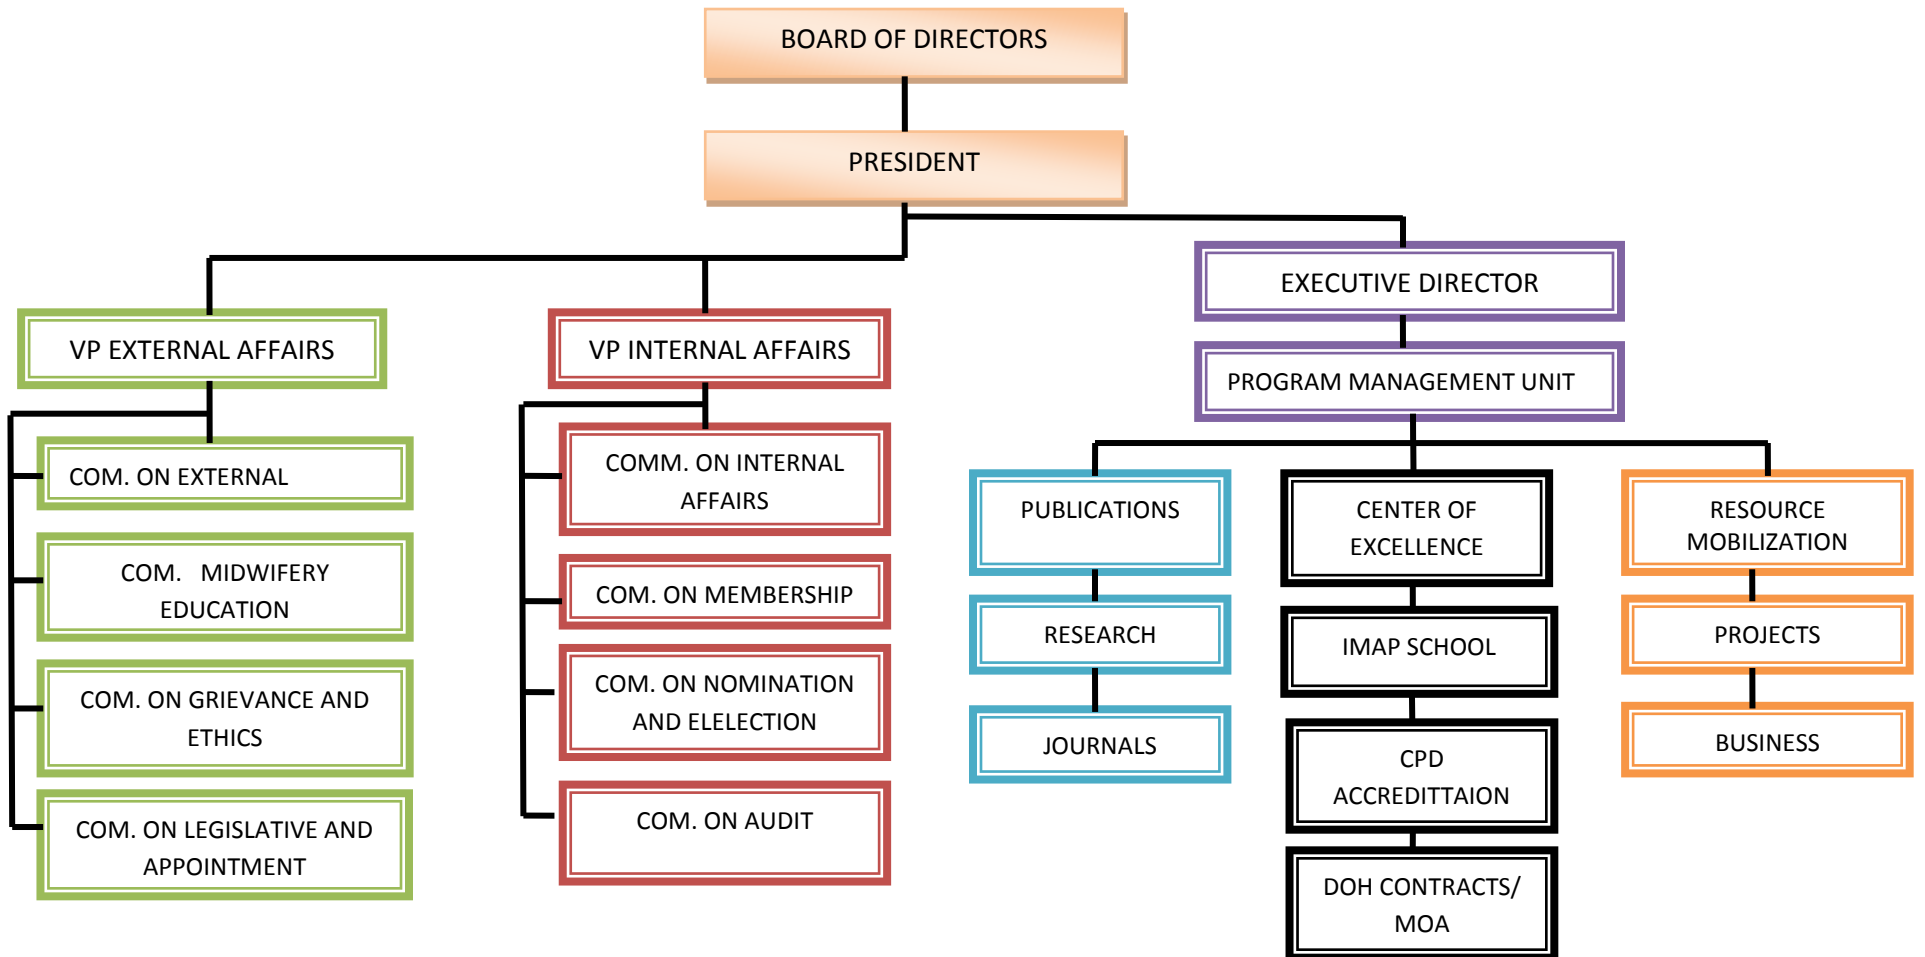 BOARD OF DIRECTORS
PRESIDENT
EXECUTIVE DIRECTOR
VP EXTERNAL AFFAIRS
VP INTERNAL AFFAIRS
PROGRAM MANAGEMENT UNIT
COM. ON EXTERNAL
COM. MIDWIFERY
EDUCATION
COM. ON GRIEVANCE AND
ETHICS
COM. ON LEGISLATIVE AND
APPOINTMENT
COMM. ON INTERNAL
AFFAIRS
COM. ON MEMBERSHIP
COM. ON NOMINATION
AND ELELECTION
COM. ON AUDIT
PUBLICATIONS
RESEARCH
JOURNALS
CENTER OF
EXCELLENCE
IMAP SCHOOL
CPD
ACCREDITTAION
DOH CONTRACTS/
MOA
RESOURCE
MOBILIZATION
PROJECTS
BUSINESS